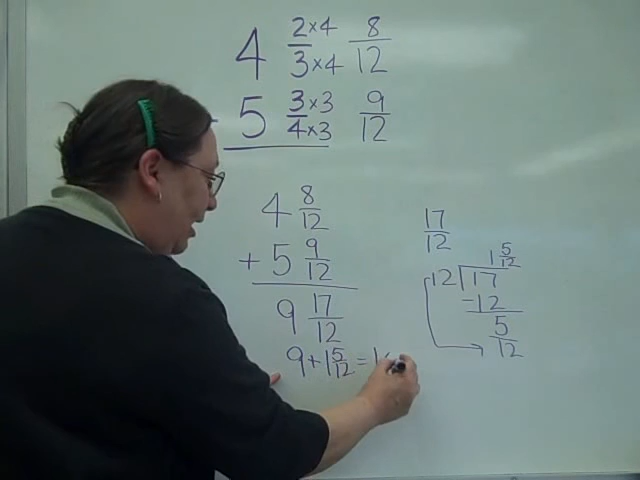 4 2/3 ×4 ×4 8/12
5 3/4 ×3 ×3 9/12
4 8/12
+ 5 9/12
9 17/12
9 + 1 5/12 = 1
17/12
1 5/12
12 17
-12
5/12